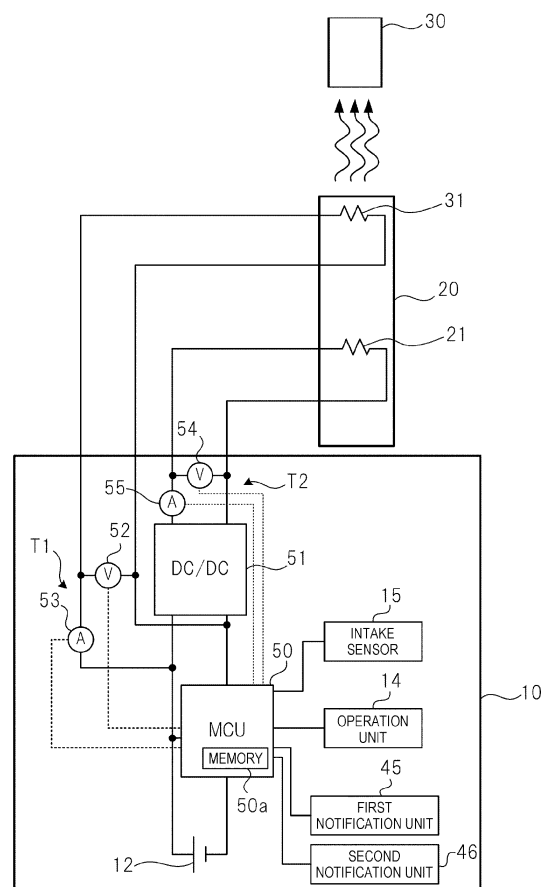 30
31
20
21
54
V
T2
55
A
52
T1
V
DC/DC
51
53
A
15
INTAKE
SENSOR
50
14
10
MCU
OPERATION
UNIT
MEMORY
45
50a
FIRST
NOTIFICATION UNIT
12
SECOND
NOTIFICATION UNIT
46